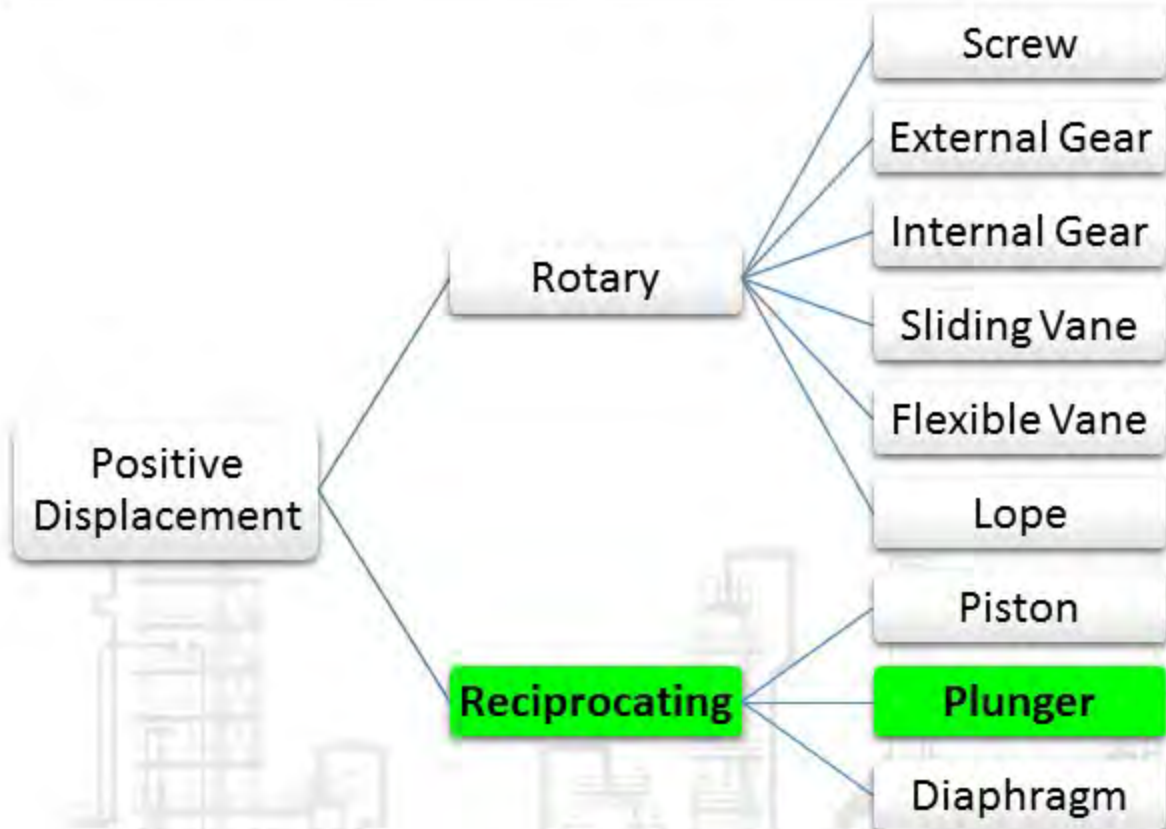 Positive
Displacement
Rotary
Screw
External Gear
Internal Gear
Sliding Vane
Flexible Vane
Lope
Reciprocating
Piston
Plunger
Diaphragm